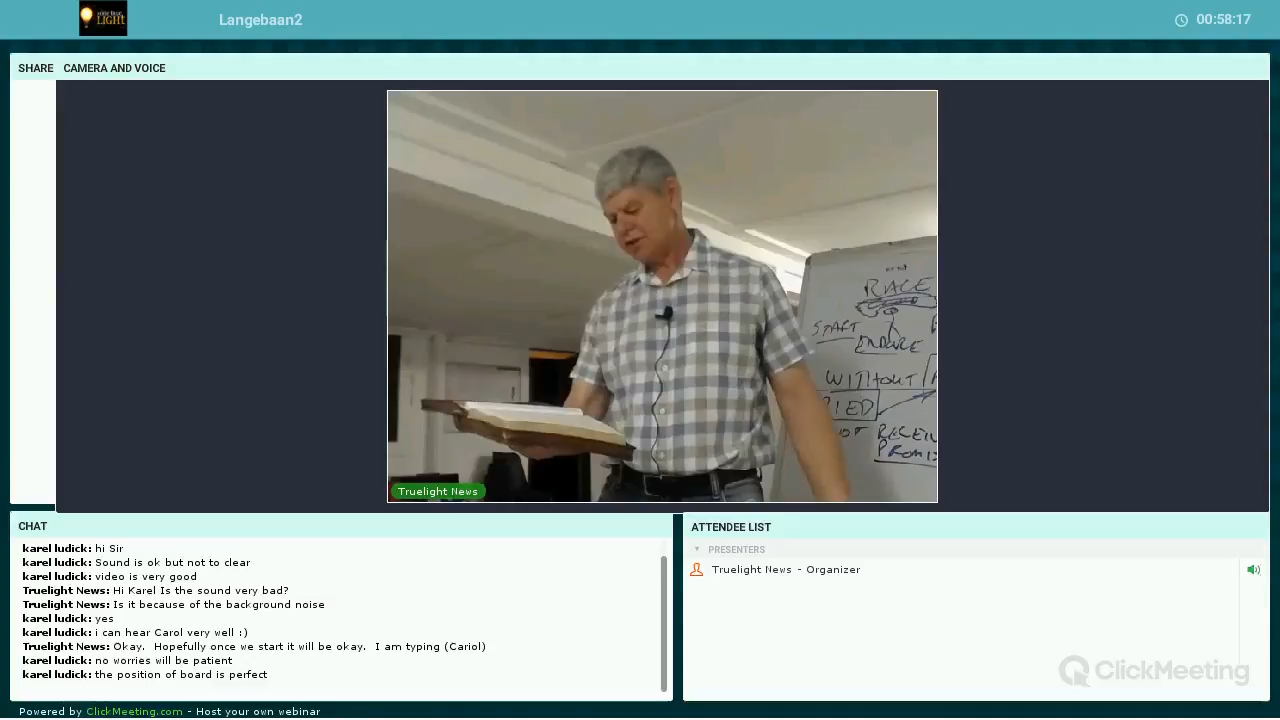 some than
LIGHT
Langebaan2
00:58:17
SHARE
CAMERA AND VOICE
RACE
START
ENDURE
WITHOUT
NOT
Truelight News
CHAT
karel ludick: hi Sir
karel ludick: Sound is ok but not to clear
karel ludick: video is very good
Truelight News: Hi Karel Is the sound very bad?
Truelight News: Is it because of the background noise
karel ludick: yes
karel ludick: i can hear Carol very well :)
Truelight News: Okay. Hopefully once we start it will be okay. I am typing (Cariol)
karel ludick: no worries will be patient
karel ludick: the position of board is perfect
ATTENDEE LIST
PRESENTERS
Truelight News - Organizer
ClickMeeting
Powered by ClickMeeting.com - Host your own webinar